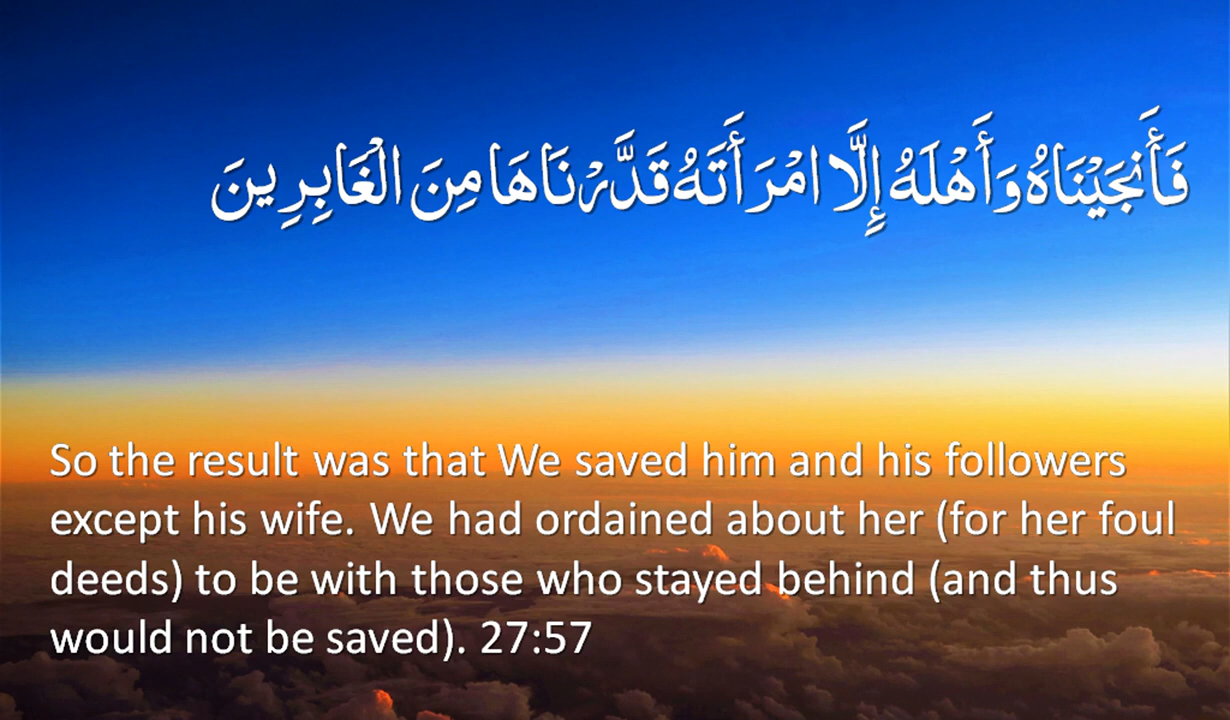 فَأَنجَيْنَاهُ وَأَهْلَهُ إِلَّا امْرَأَتَهُ قَدَّرْنَاهَا مِنَ الْغَابِرِينَ
So the result was that We saved him and his followers
except his wife. We had ordained about her (for her foul
deeds) to be with those who stayed behind (and thus
would not be saved). 27:57